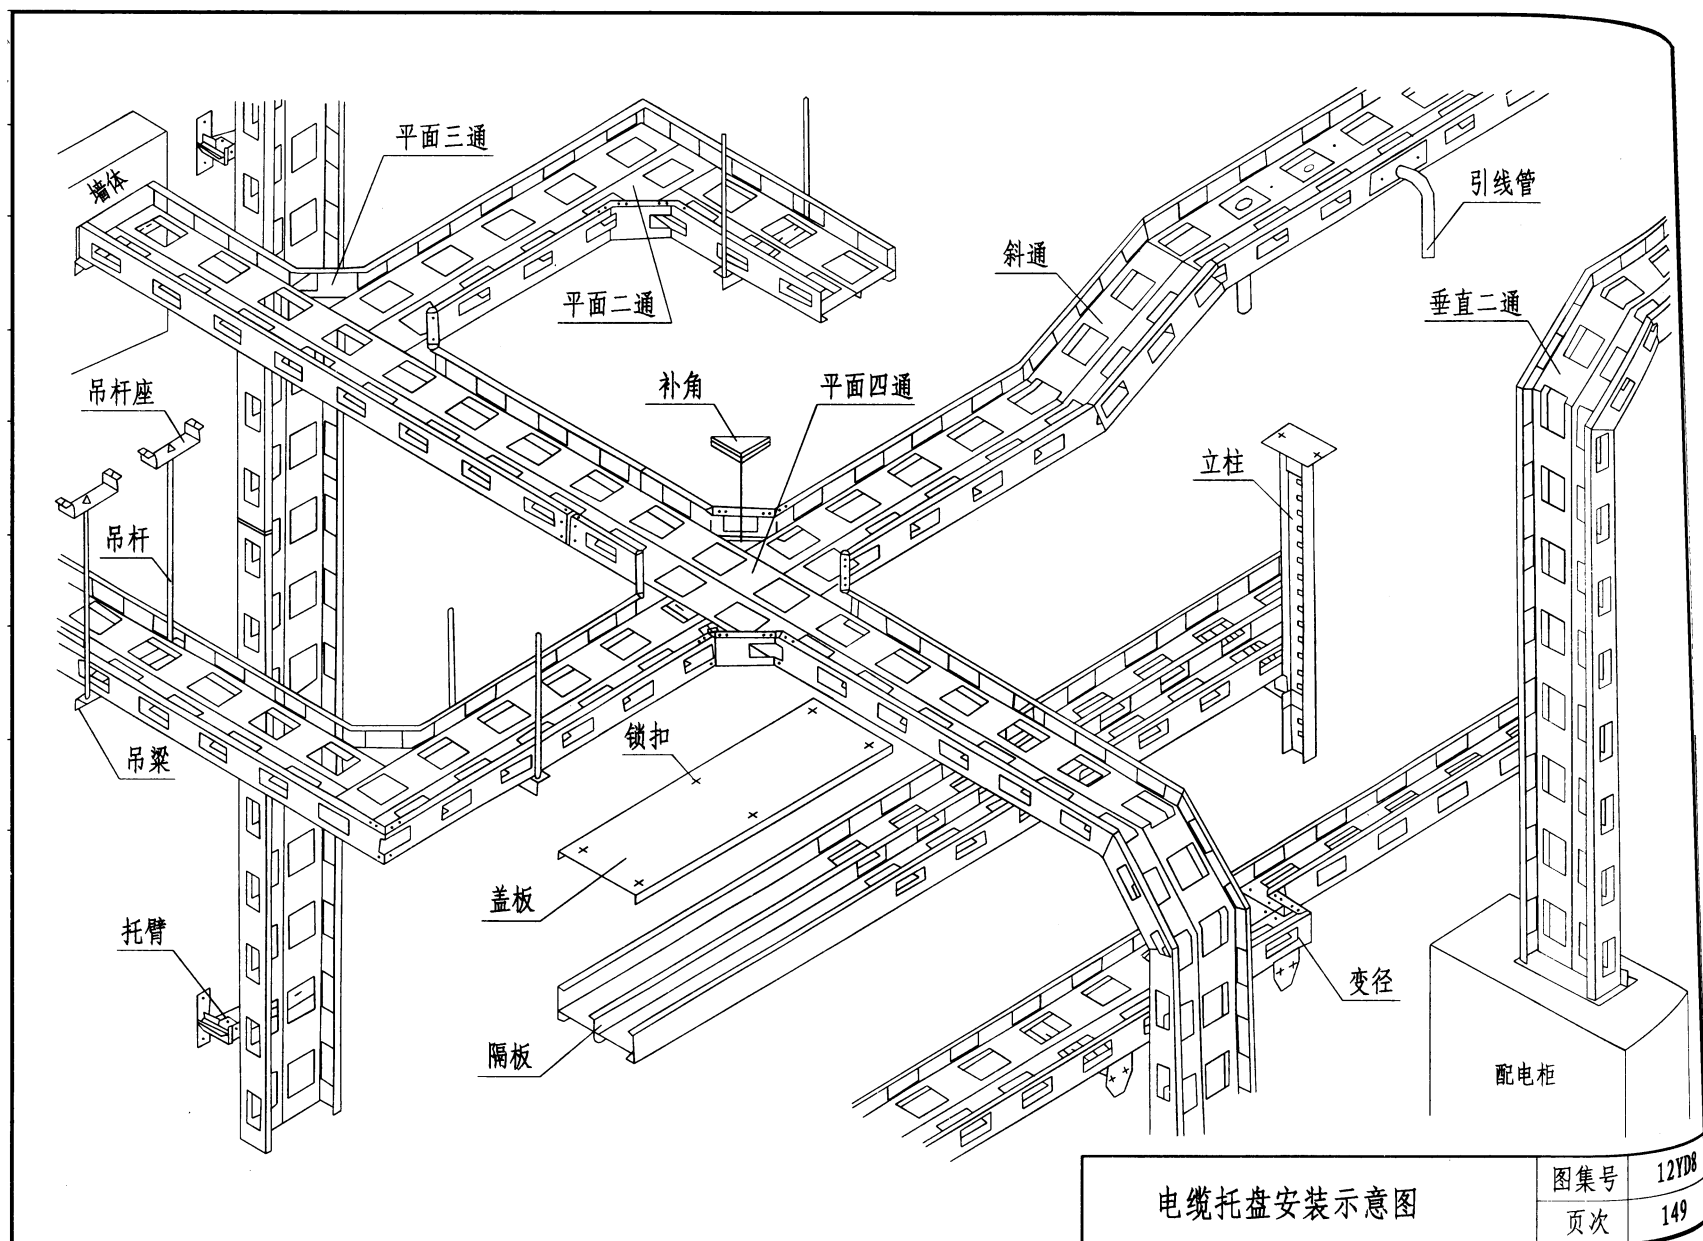 平面三通
墙体
引线管
斜通
平面二通
垂直二通
吊杆座
补角
平面四通
立柱
吊杆
锁扣
吊梁
盖板
托臂
变径
隔板
配电柜
电缆托盘安装示意图
图集号 12YD8
页次 149